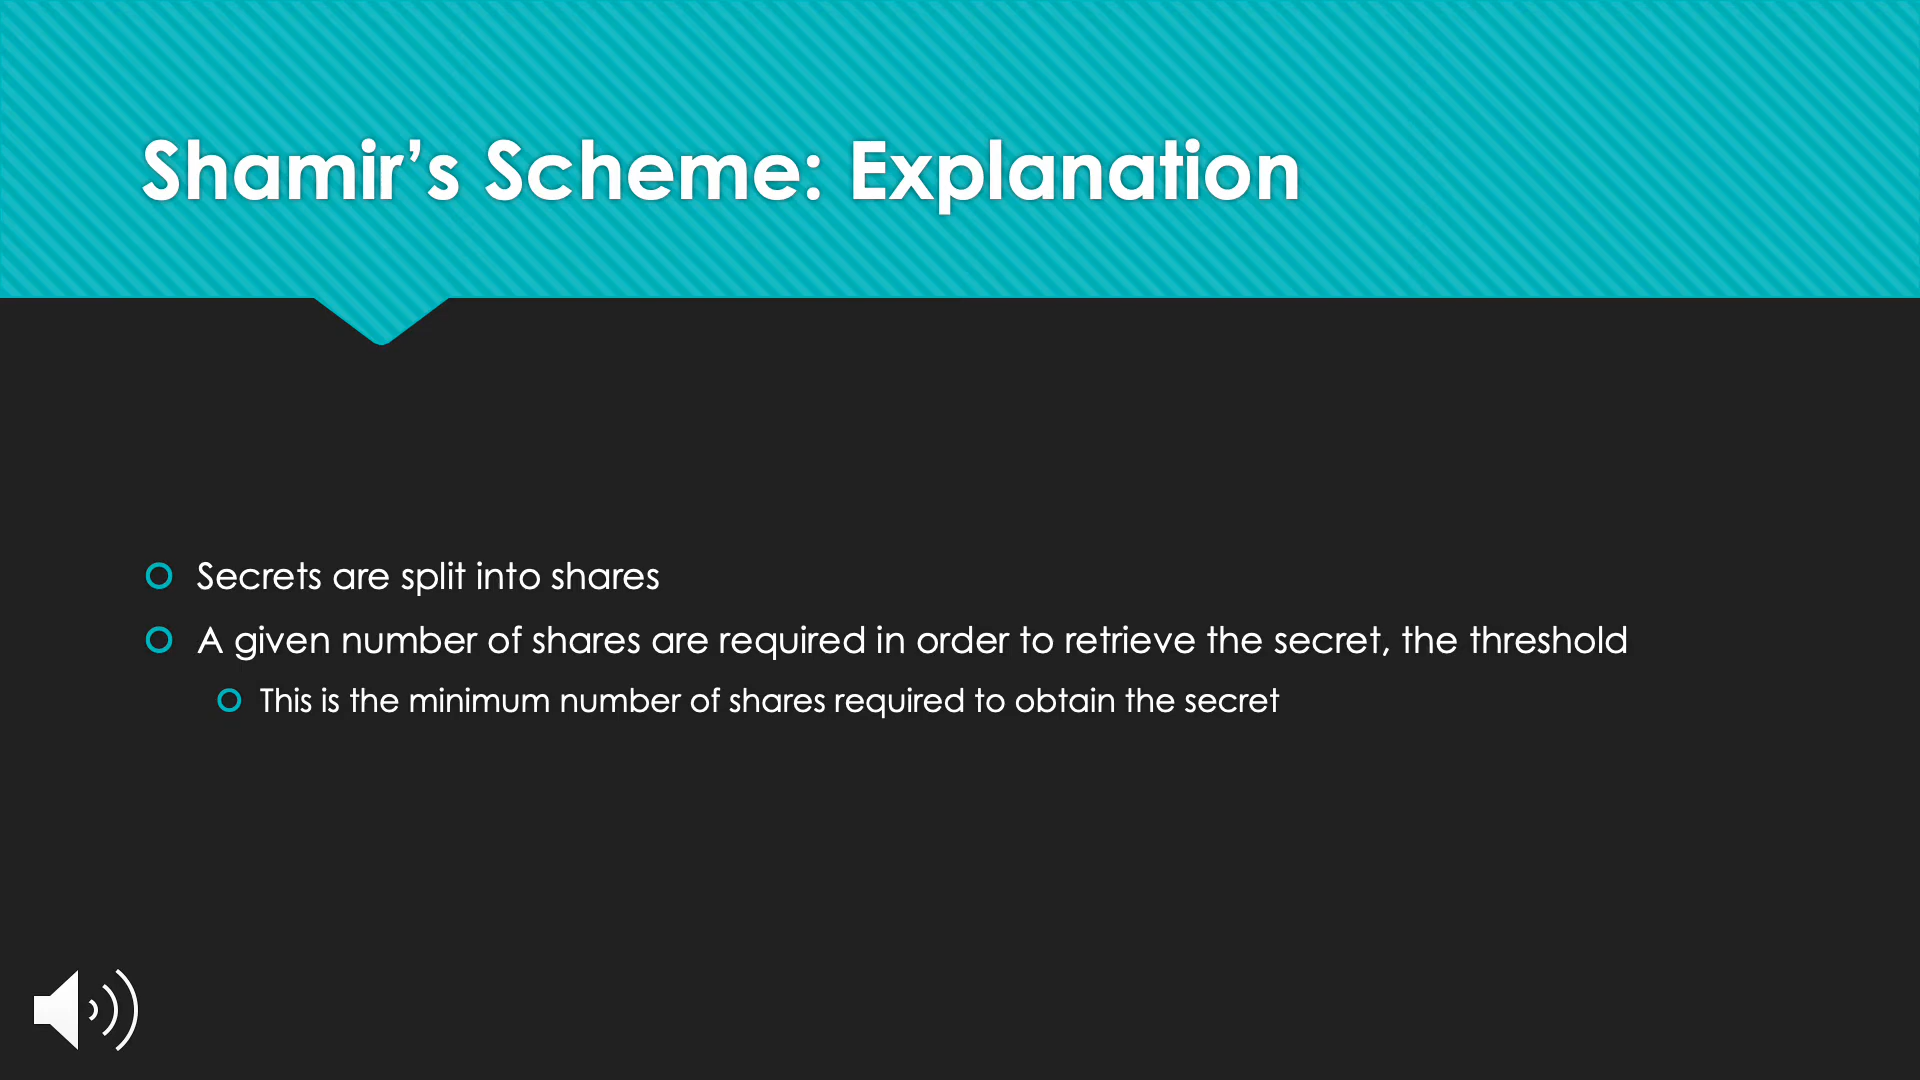 Shamir’s Scheme: Explanation
Secrets are split into shares
A given number of shares are required in order to retrieve the secret, the threshold
This is the minimum number of shares required to obtain the secret